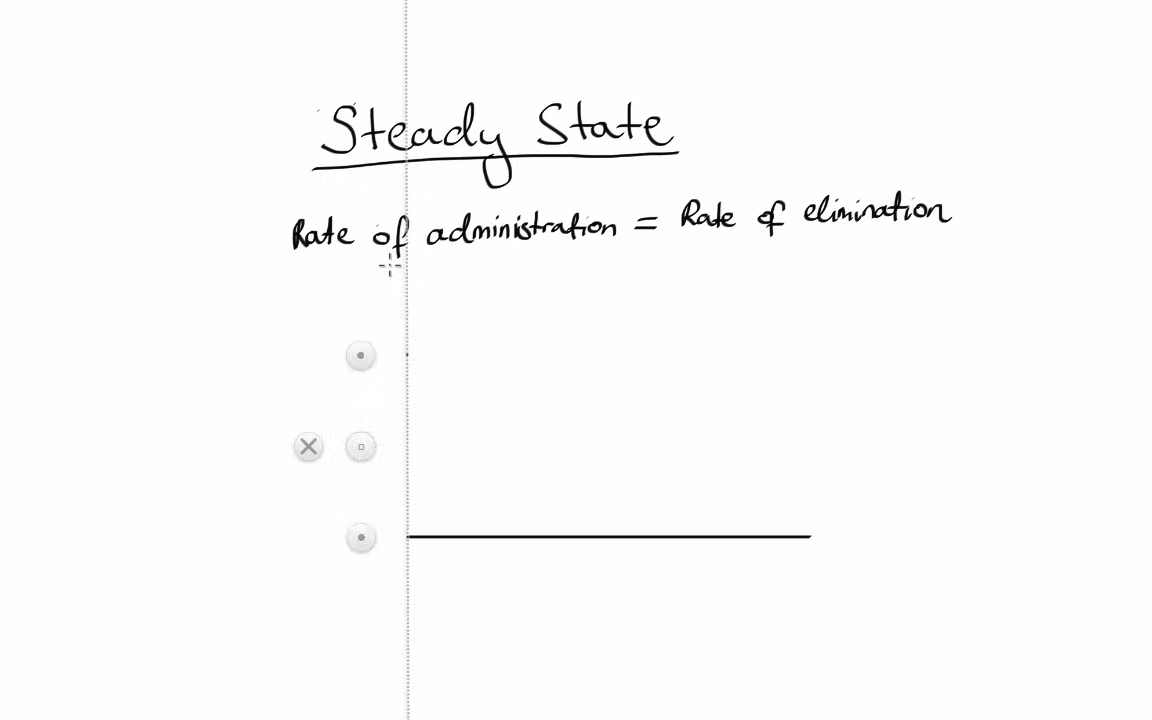 Steady State
Rate of administration = Rate of elimination